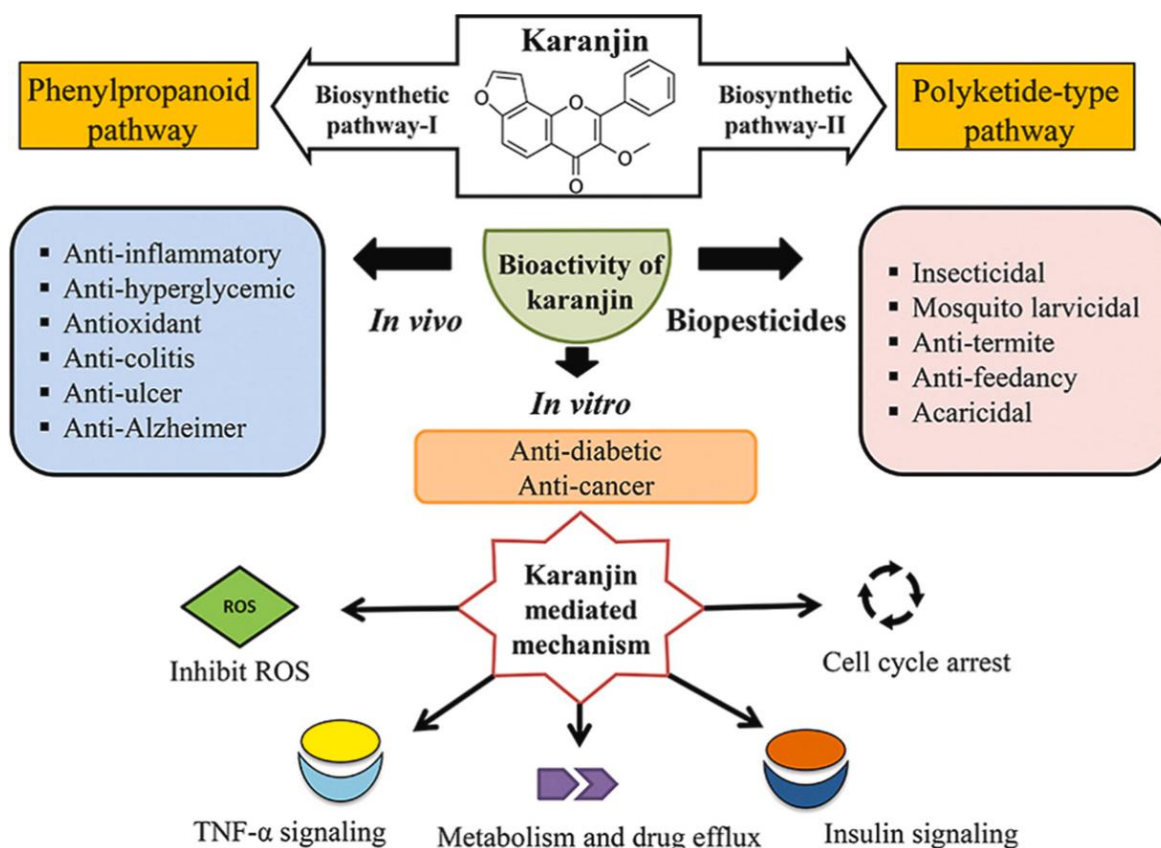 Karanjin
Phenylpropanoid
pathway
Biosynthetic
pathway-I
O
O
O
O
Biosynthetic
pathway-II
Polyketide-type
pathway
▪ Anti-inflammatory
▪ Anti-hyperglycemic
▪ Antioxidant
▪ Anti-colitis
▪ Anti-ulcer
▪ Anti-Alzheimer
In vivo
Bioactivity of
karanjin
Biopesticides
▪ Insecticidal
▪ Mosquito larvicidal
▪ Anti-termite
▪ Anti-feedancy
▪ Acaricidal
In vitro
Anti-diabetic
Anti-cancer
Karanjin
mediated
mechanism
ROS
Inhibit ROS
Cell cycle arrest
TNF-α signaling
Metabolism and drug efflux
Insulin signaling